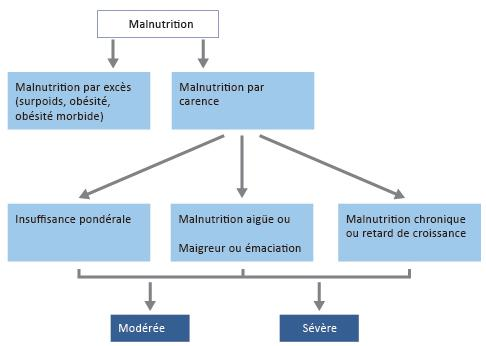 Malnutrition
Malnutrition par excès
(surpoids, obésité,
obésité morbide)
Malnutrition par
carence
Insuffisance pondérale
Malnutrition aigüe ou
Maigreur ou émaciation
Malnutrition chronique
ou retard de croissance
Modérée
Sévère